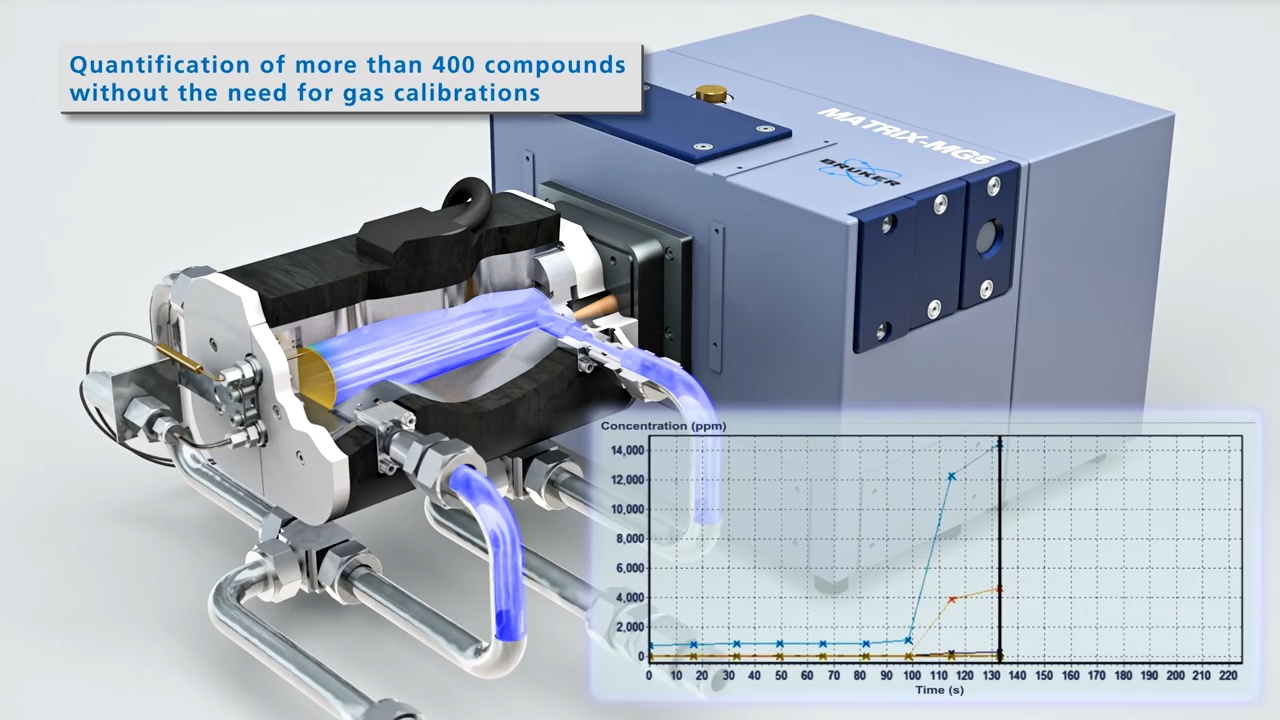 Quantification of more than 400 compounds
without the need for gas calibrations
MATRIX-MG5
BRUKER
Concentration (ppm)
14,000
12,000
10,000
8,000
6,000
4,000
2,000
0
0 10 20 30 40 50 60 70 80 90 100 110 120 130 140 150 160 170 180 190 200 210 220
Time (s)